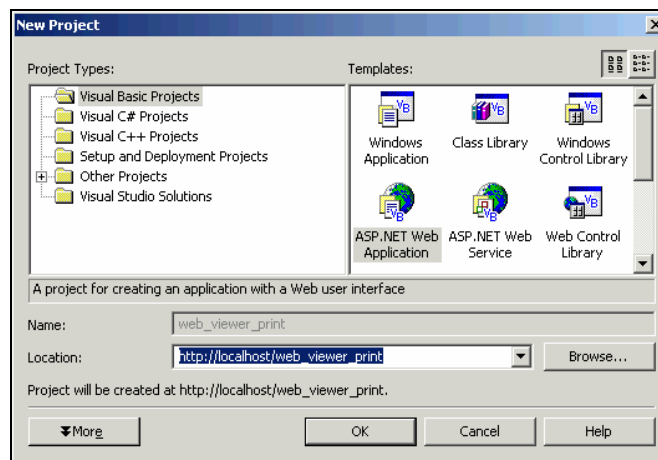 New Project
Project Types:
Templates:
Visual Basic Projects
Visual C# Projects
Visual C++ Projects
Setup and Deployment Projects
Other Projects
Visual Studio Solutions
Windows
Application
Class Library
Windows
Control Library
ASP.NET Web
Application
ASP.NET Web
Service
Web Control
Library
A project for creating an application with a Web user interface
Name:
web_viewer_print
Location:
http://localhost/web_viewer_print
Browse...
Project will be created at http://localhost/web_viewer_print.
More
OK
Cancel
Help